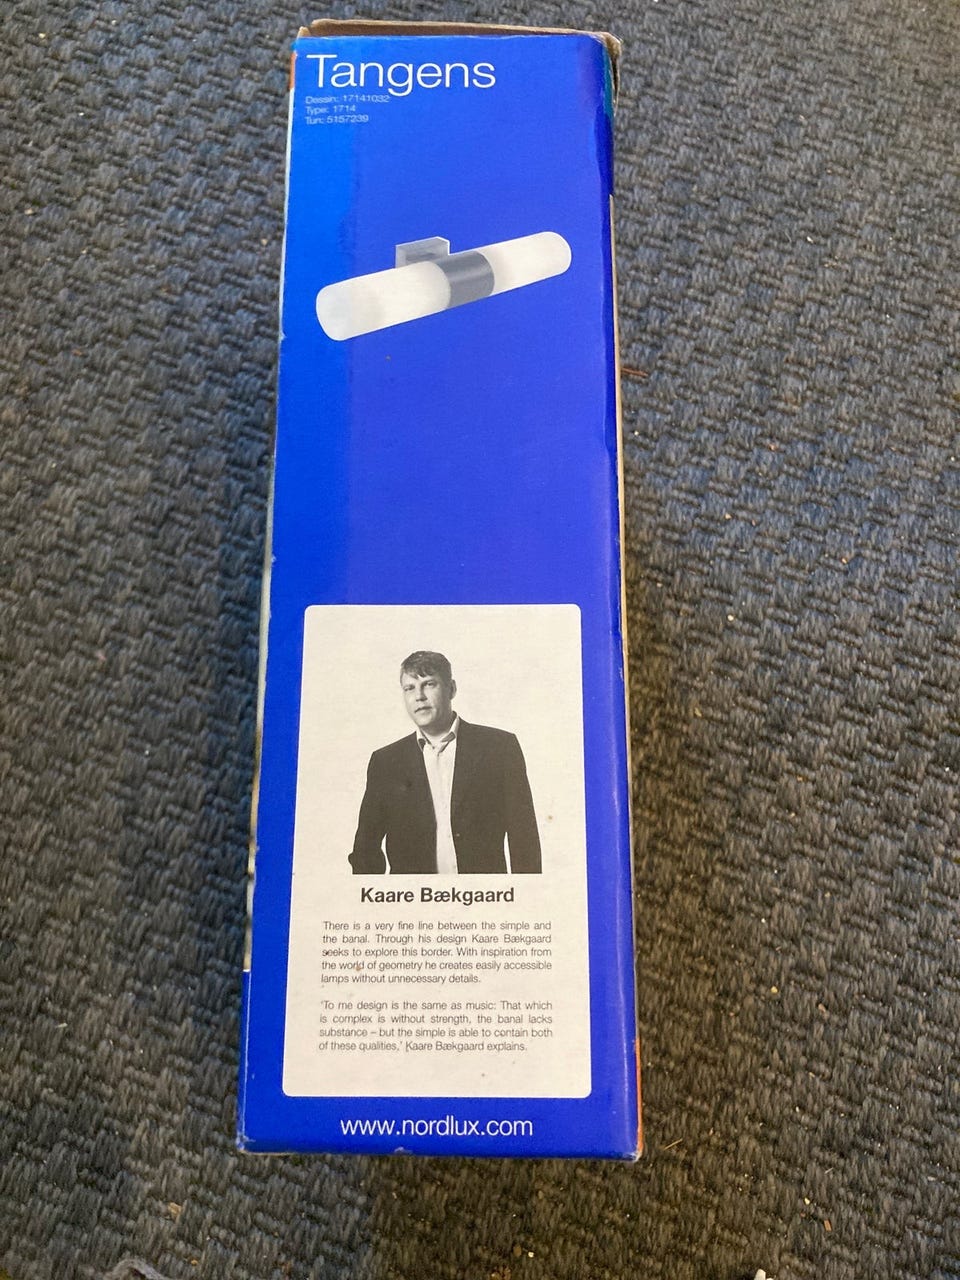 Tangens
Dessin: 17141032
Type: 1714
Tun: 5157239
Kaare Bækgaard
There is a very fine line between the simple and
the banal. Through his design Kaare Bækgaard
seeks to explore this border. With inspiration from
the world of geometry he creates easily accessible
lamps without unnecessary details.
'To me design is the same as music: That which
is complex is without strength, the banal lacks
substance – but the simple is able to contain both
of these qualities,' Kaare Bækgaard explains.
www.nordlux.com